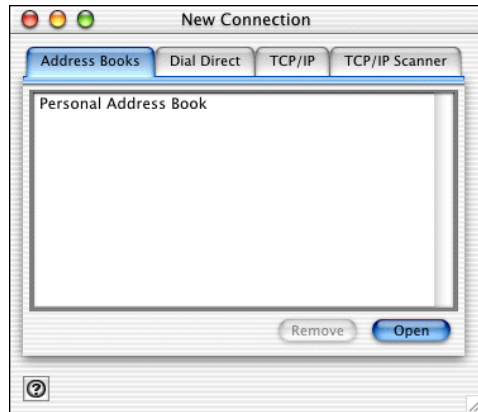 New Connection
Address Books Dial Direct TCP/IP TCP/IP Scanner
Personal Address Book
Remove Open
?